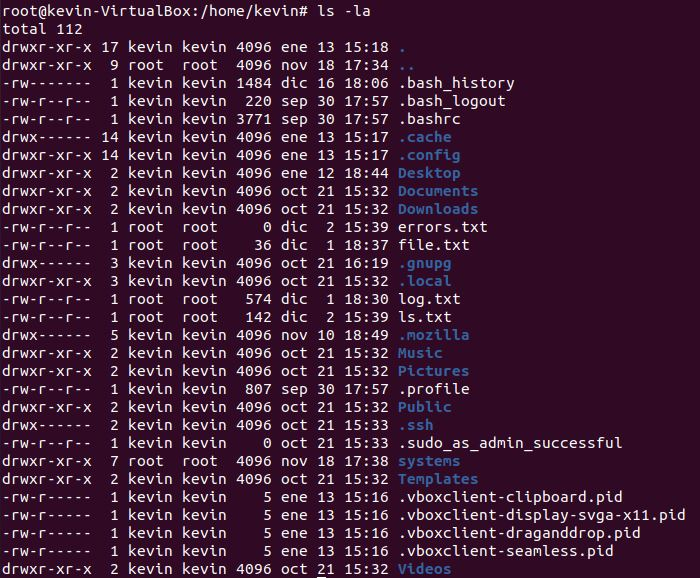 root@kevin-VirtualBox:/home/kevin# ls -la
total 112
drwxr-xr-x 17 kevin kevin 4096 ene 13 15:18 .
drwxr-xr-x  9 root  root  4096 nov 18 17:34 ..
-rw-------  1 kevin kevin 1484 dic 16 18:06 .bash_history
-rw-r--r--  1 kevin kevin  220 sep 30 17:57 .bash_logout
-rw-r--r--  1 kevin kevin 3771 sep 30 17:57 .bashrc
drwx------ 14 kevin kevin 4096 ene 13 15:17 .cache
drwxr-xr-x 14 kevin kevin 4096 ene 13 15:17 .config
drwxr-xr-x  2 kevin kevin 4096 ene 12 18:44 Desktop
drwxr-xr-x  2 kevin kevin 4096 oct 21 15:32 Documents
drwxr-xr-x  2 kevin kevin 4096 oct 21 15:32 Downloads
-rw-r--r--  1 root  root     0 dic  2 15:39 errors.txt
-rw-r--r--  1 root  root    36 dic  1 18:37 file.txt
drwx------  3 kevin kevin 4096 oct 21 16:19 .gnupg
drwxr-xr-x  3 kevin kevin 4096 oct 21 15:32 .local
-rw-r--r--  1 root  root   574 dic  1 18:30 log.txt
-rw-r--r--  1 root  root   142 dic  2 15:39 ls.txt
drwx------  5 kevin kevin 4096 nov 10 18:49 .mozilla
drwxr-xr-x  2 kevin kevin 4096 oct 21 15:32 Music
drwxr-xr-x  2 kevin kevin 4096 oct 21 15:32 Pictures
-rw-r--r--  1 kevin kevin  807 sep 30 17:57 .profile
drwxr-xr-x  2 kevin kevin 4096 oct 21 15:32 Public
drwx------  2 kevin kevin 4096 oct 21 15:33 .ssh
-rw-r--r--  1 kevin kevin    0 oct 21 15:33 .sudo_as_admin_successful
drwxr-xr-x  7 root  root  4096 nov 18 17:38 systems
drwxr-xr-x  2 kevin kevin 4096 oct 21 15:32 Templates
-rw-r-----  1 kevin kevin    5 ene 13 15:16 .vboxclient-clipboard.pid
-rw-r-----  1 kevin kevin    5 ene 13 15:16 .vboxclient-display-svga-x11.pid
-rw-r-----  1 kevin kevin    5 ene 13 15:16 .vboxclient-draganddrop.pid
-rw-r-----  1 kevin kevin    5 ene 13 15:16 .vboxclient-seamless.pid
drwxr-xr-x  2 kevin kevin 4096 oct 21 15:32 Videos